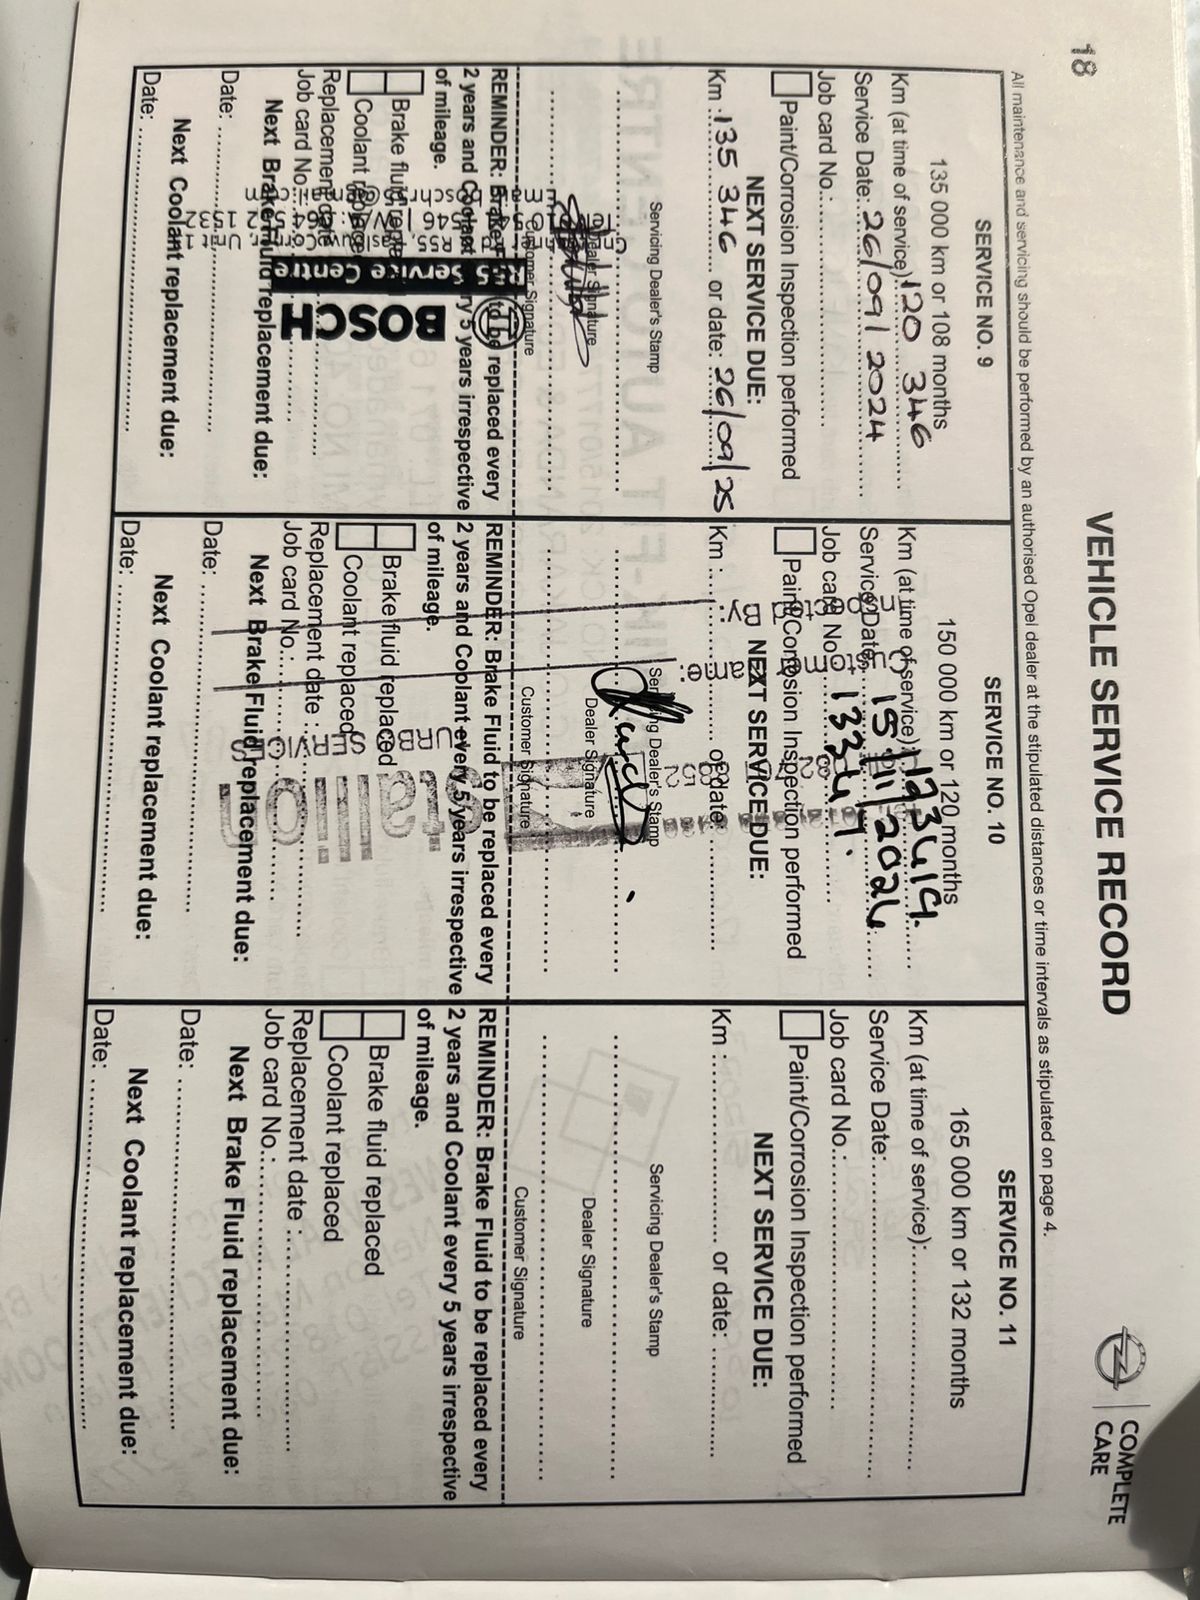 18
VEHICLE SERVICE RECORD
COMPLETE
CARE
All maintenance and servicing should be performed by an authorised Opel dealer at the stipulated distances or time intervals as stipulated on page 4.
SERVICE NO. 9
135 000 km or 108 months
Km (at time of service): 120 346
Service Date: 26/09/2024
Job card No.:
Paint/Corrosion Inspection performed
NEXT SERVICE DUE:
Km : 135 346 or date: 26/09/25
Servicing Dealer's Stamp
Dealer Signature
Customer Signature
REMINDER: Brake Fluid to be replaced every
2 years and Coolant every 5 years irrespective
of mileage.
Brake fluid replaced
Coolant replaced
Replacement date :
Job card No.:
Next Brake Fluid replacement due:
Date:
Next Coolant replacement due:
Date:
BOSCH
Service Centre
SERVICE NO. 10
150 000 km or 120 months
Km (at time of service):
Service Date:
Job card No.:
Paint/Corrosion Inspection performed
NEXT SERVICE DUE:
Km : or date:
Servicing Dealer's Stamp
Dealer Signature
Customer Signature
REMINDER: Brake Fluid to be replaced every
2 years and Coolant every 5 years irrespective
of mileage.
Brake fluid replaced
Coolant replaced
Replacement date :
Job card No.:
Next Brake Fluid replacement due:
Date:
Next Coolant replacement due:
Date:
SERVICE NO. 11
165 000 km or 132 months
Km (at time of service):
Service Date:
Job card No.:
Paint/Corrosion Inspection performed
NEXT SERVICE DUE:
Km : or date:
Servicing Dealer's Stamp
Dealer Signature
Customer Signature
REMINDER: Brake Fluid to be replaced every
2 years and Coolant every 5 years irrespective
of mileage.
Brake fluid replaced
Coolant replaced
Replacement date :
Job card No.:
Next Brake Fluid replacement due:
Date:
Next Coolant replacement due:
Date: